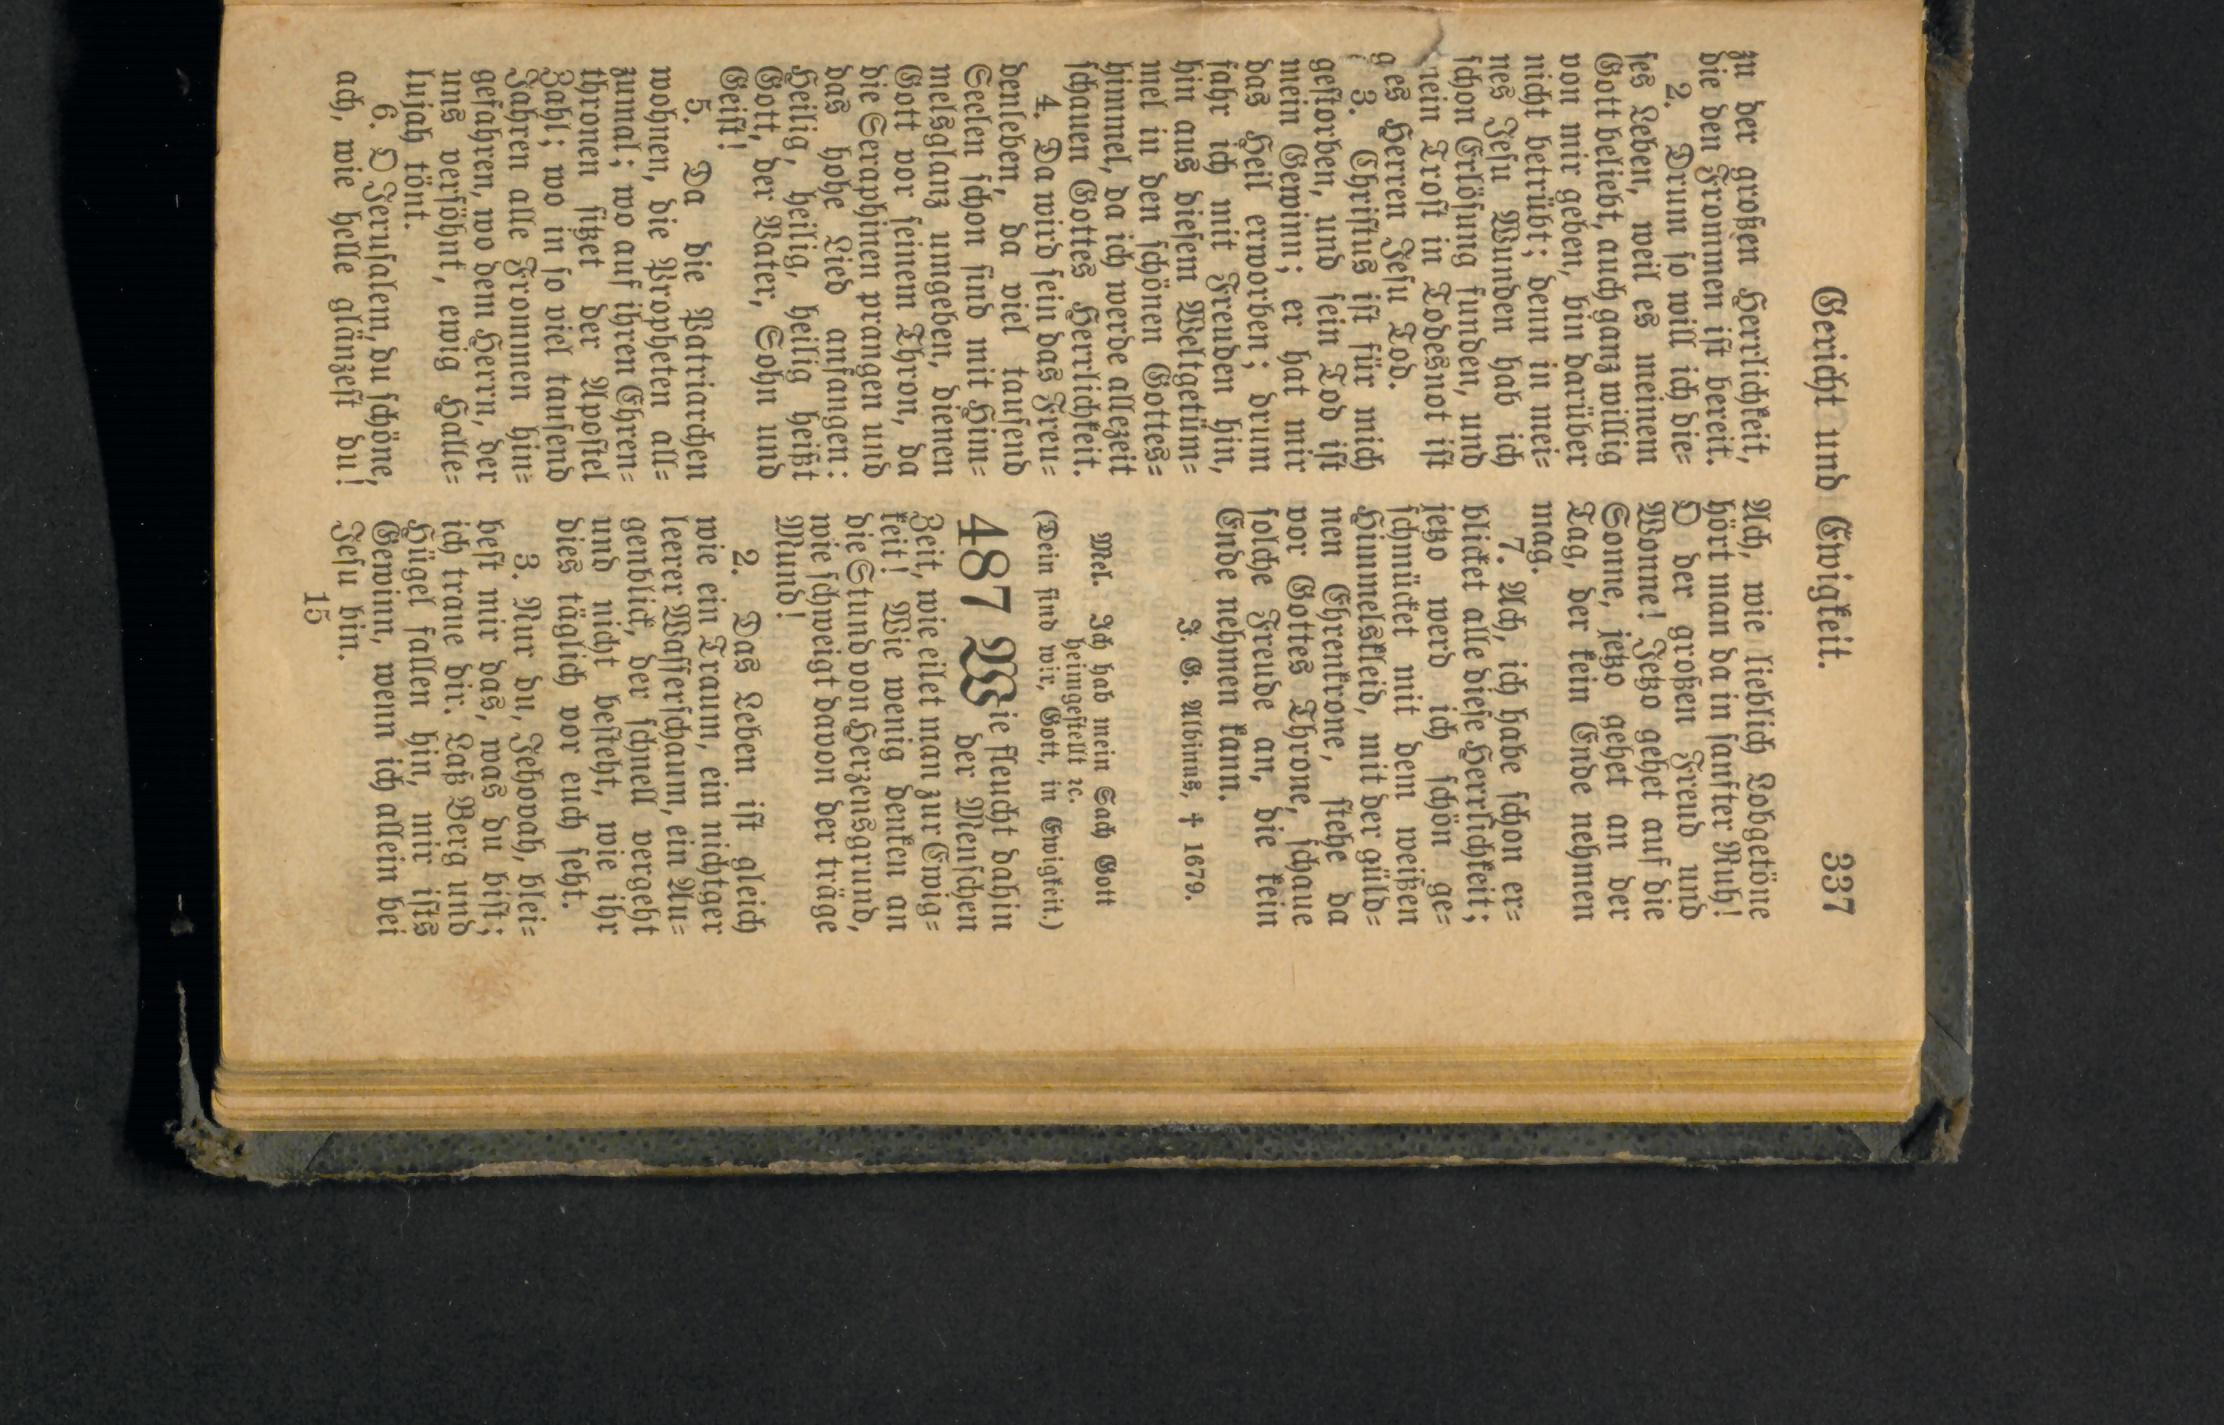 Gericht und Ewigkeit. 337
zu der großen Herrlichkeit,
die den Frommen ist bereit.
2. Drum so will ich die-
ses Leben, weil es meinem
Gott beliebt, auch ganz willig
von mir geben, bin darüber
nicht betrübt; denn in mei-
nes Jesu Wunden hab ich
schon Erlösung funden, und
mein Trost in Todesnot ist
des Herren Jesu Tod.
3. Christus ist für mich
gestorben, und sein Tod ist
mein Gewinn; er hat mir
das Heil erworben; drum
fahr ich mit Freuden hin,
hin aus diesem Weltgetüm-
mel in den schönen Gottes-
himmel, da ich werde allezeit
schauen Gottes Herrlichkeit.
4. Da wird sein das Freu-
denleben, da viel tausend
Seelen schon sind mit Him-
melsglanz umgeben, dienen
Gott vor seinem Thron, da
die Seraphinen prangen und
das hohe Lied anfangen:
Heilig, heilig, heilig heißt
Gott, der Vater, Sohn und
Geist!
5. Da die Patriarchen
wohnen, die Propheten all-
zumal; wo auf ihren Ehren-
thronen sitzet der Apostel
Zahl; wo in so viel tausend
Jahren alle Frommen hin-
gefahren, wo dem Herrn, der
uns versöhnt, ewig Halle-
lujah tönt.
6. O Jerusalem, du schöne,
ach, wie helle glänzest du!
Ach, wie lieblich Lobgetöne
hört man da in sanfter Ruh!
O der großen Freud und
Wonne! Jetzo gehet auf die
Sonne, jetzo gehet an der
Tag, der kein Ende nehmen
mag.
7. Ach, ich habe schon er-
blicket alle diese Herrlichkeit;
jetzo werd ich schön ge-
schmücket mit dem weißen
Himmelskleid, mit der güld-
nen Ehrenkrone, stehe da
vor Gottes Throne, schaue
solche Freude an, die kein
Ende nehmen kann.
J. G. Albinus, † 1679.
Mel. Ich hab mein Sach Gott
heimgestellt ꝛc.
(Dein sind wir, Gott, in Ewigkeit.)
487 Wie fleucht dahin
der Menschen
Zeit, wie eilet man zur Ewig-
keit! Wie wenig denken an
die Stund von Herzensgrund,
wie schweigt davon der träge
Mund!
2. Das Leben ist gleich
wie ein Traum, ein nichtger
leerer Wasserschaum, ein Au-
genblick, der schnell vergeht
und nicht besteht, wie ihr
dies täglich vor euch seht.
3. Nur du, Jehovah, blei-
best mir das, was du bist;
ich traue dir. Laß Berg und
Hügel fallen hin, mir ists
Gewinn, wenn ich allein bei
Jesu bin.
15